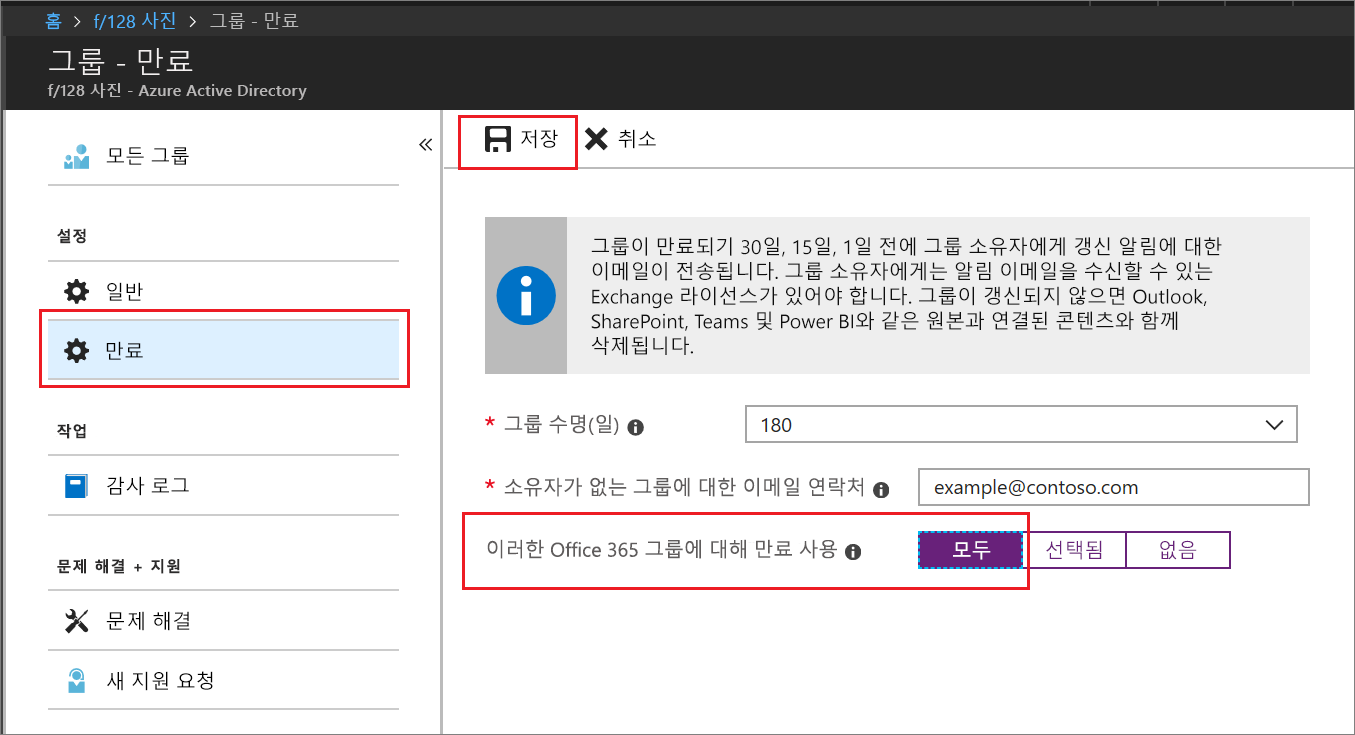 홈 > f/128 사진 > 그룹 - 만료
그룹 - 만료
f/128 사진 - Azure Active Directory
«
모든 그룹
설정
일반
만료
작업
감사 로그
문제 해결 + 지원
문제 해결
새 지원 요청
저장 취소
그룹이 만료되기 30일, 15일, 1일 전에 그룹 소유자에게 갱신 알림에 대한
이메일이 전송됩니다. 그룹 소유자에게는 알림 이메일을 수신할 수 있는
Exchange 라이선스가 있어야 합니다. 그룹이 갱신되지 않으면 Outlook,
SharePoint, Teams 및 Power BI와 같은 원본과 연결된 콘텐츠와 함께
삭제됩니다.
* 그룹 수명(일) 180
* 소유자가 없는 그룹에 대한 이메일 연락처 example@contoso.com
이러한 Office 365 그룹에 대해 만료 사용 모두 선택됨 없음